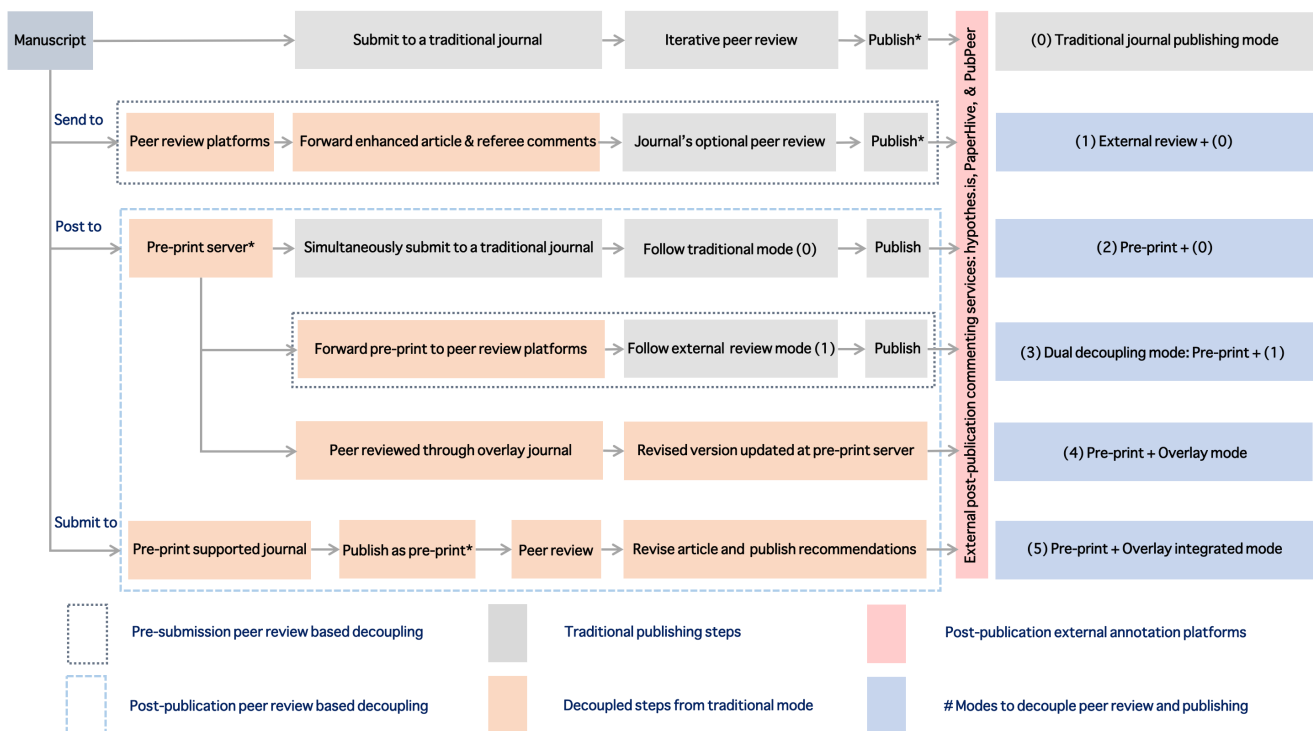 Manuscript
Submit to a traditional journal
Iterative peer review
Publish*
(0) Traditional journal publishing mode
Send to
Peer review platforms
Forward enhanced article & referee comments
Journal's optional peer review
Publish*
(1) External review + (0)
Post to
Pre-print server*
Simultaneously submit to a traditional journal
Follow traditional mode (0)
Publish
(2) Pre-print + (0)
Forward pre-print to peer review platforms
Follow external review mode (1)
Publish
(3) Dual decoupling mode: Pre-print + (1)
Peer reviewed through overlay journal
Revised version updated at pre-print server
(4) Pre-print + Overlay mode
Submit to
Pre-print supported journal
Publish as pre-print*
Peer review
Revise article and publish recommendations
(5) Pre-print + Overlay integrated mode
External post-publication commenting services: hypothes.is, PaperHive, & PubPeer
Pre-submission peer review based decoupling
Traditional publishing steps
Post-publication external annotation platforms
Post-publication peer review based decoupling
Decoupled steps from traditional mode
# Modes to decouple peer review and publishing